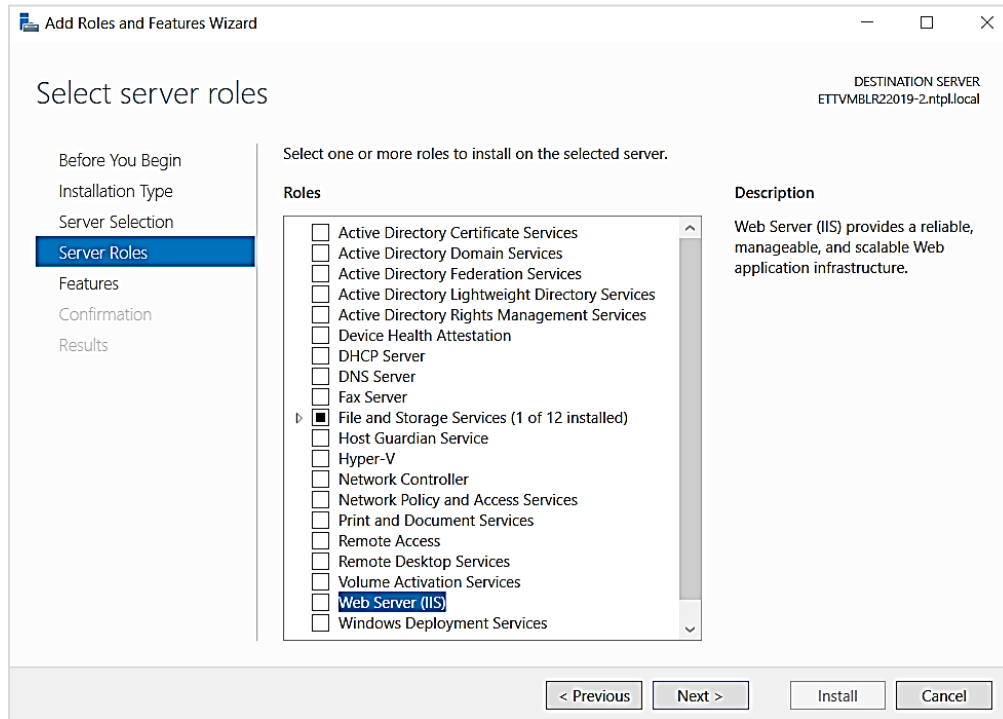 Add Roles and Features Wizard
Select server roles
DESTINATION SERVER
ETTVMBLR22019-2.ntpl.local
Before You Begin
Installation Type
Server Selection
Server Roles
Features
Confirmation
Results
Select one or more roles to install on the selected server.
Roles
Active Directory Certificate Services
Active Directory Domain Services
Active Directory Federation Services
Active Directory Lightweight Directory Services
Active Directory Rights Management Services
Device Health Attestation
DHCP Server
DNS Server
Fax Server
File and Storage Services (1 of 12 installed)
Host Guardian Service
Hyper-V
Network Controller
Network Policy and Access Services
Print and Document Services
Remote Access
Remote Desktop Services
Volume Activation Services
Web Server (IIS)
Windows Deployment Services
Description
Web Server (IIS) provides a reliable,
manageable, and scalable Web
application infrastructure.
< Previous
Next >
Install
Cancel